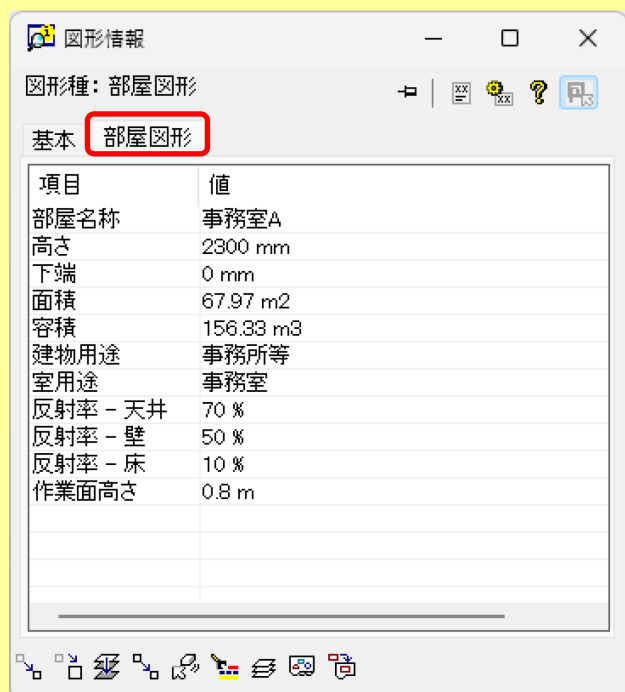 図形情報
図形種: 部屋図形
基本 部屋図形
項目 値
部屋名称 事務室A
高さ 2300 mm
下端 0 mm
面積 67.97 m2
容積 156.33 m3
建物用途 事務所等
室用途 事務室
反射率 - 天井 70 %
反射率 - 壁 50 %
反射率 - 床 10 %
作業面高さ 0.8 m